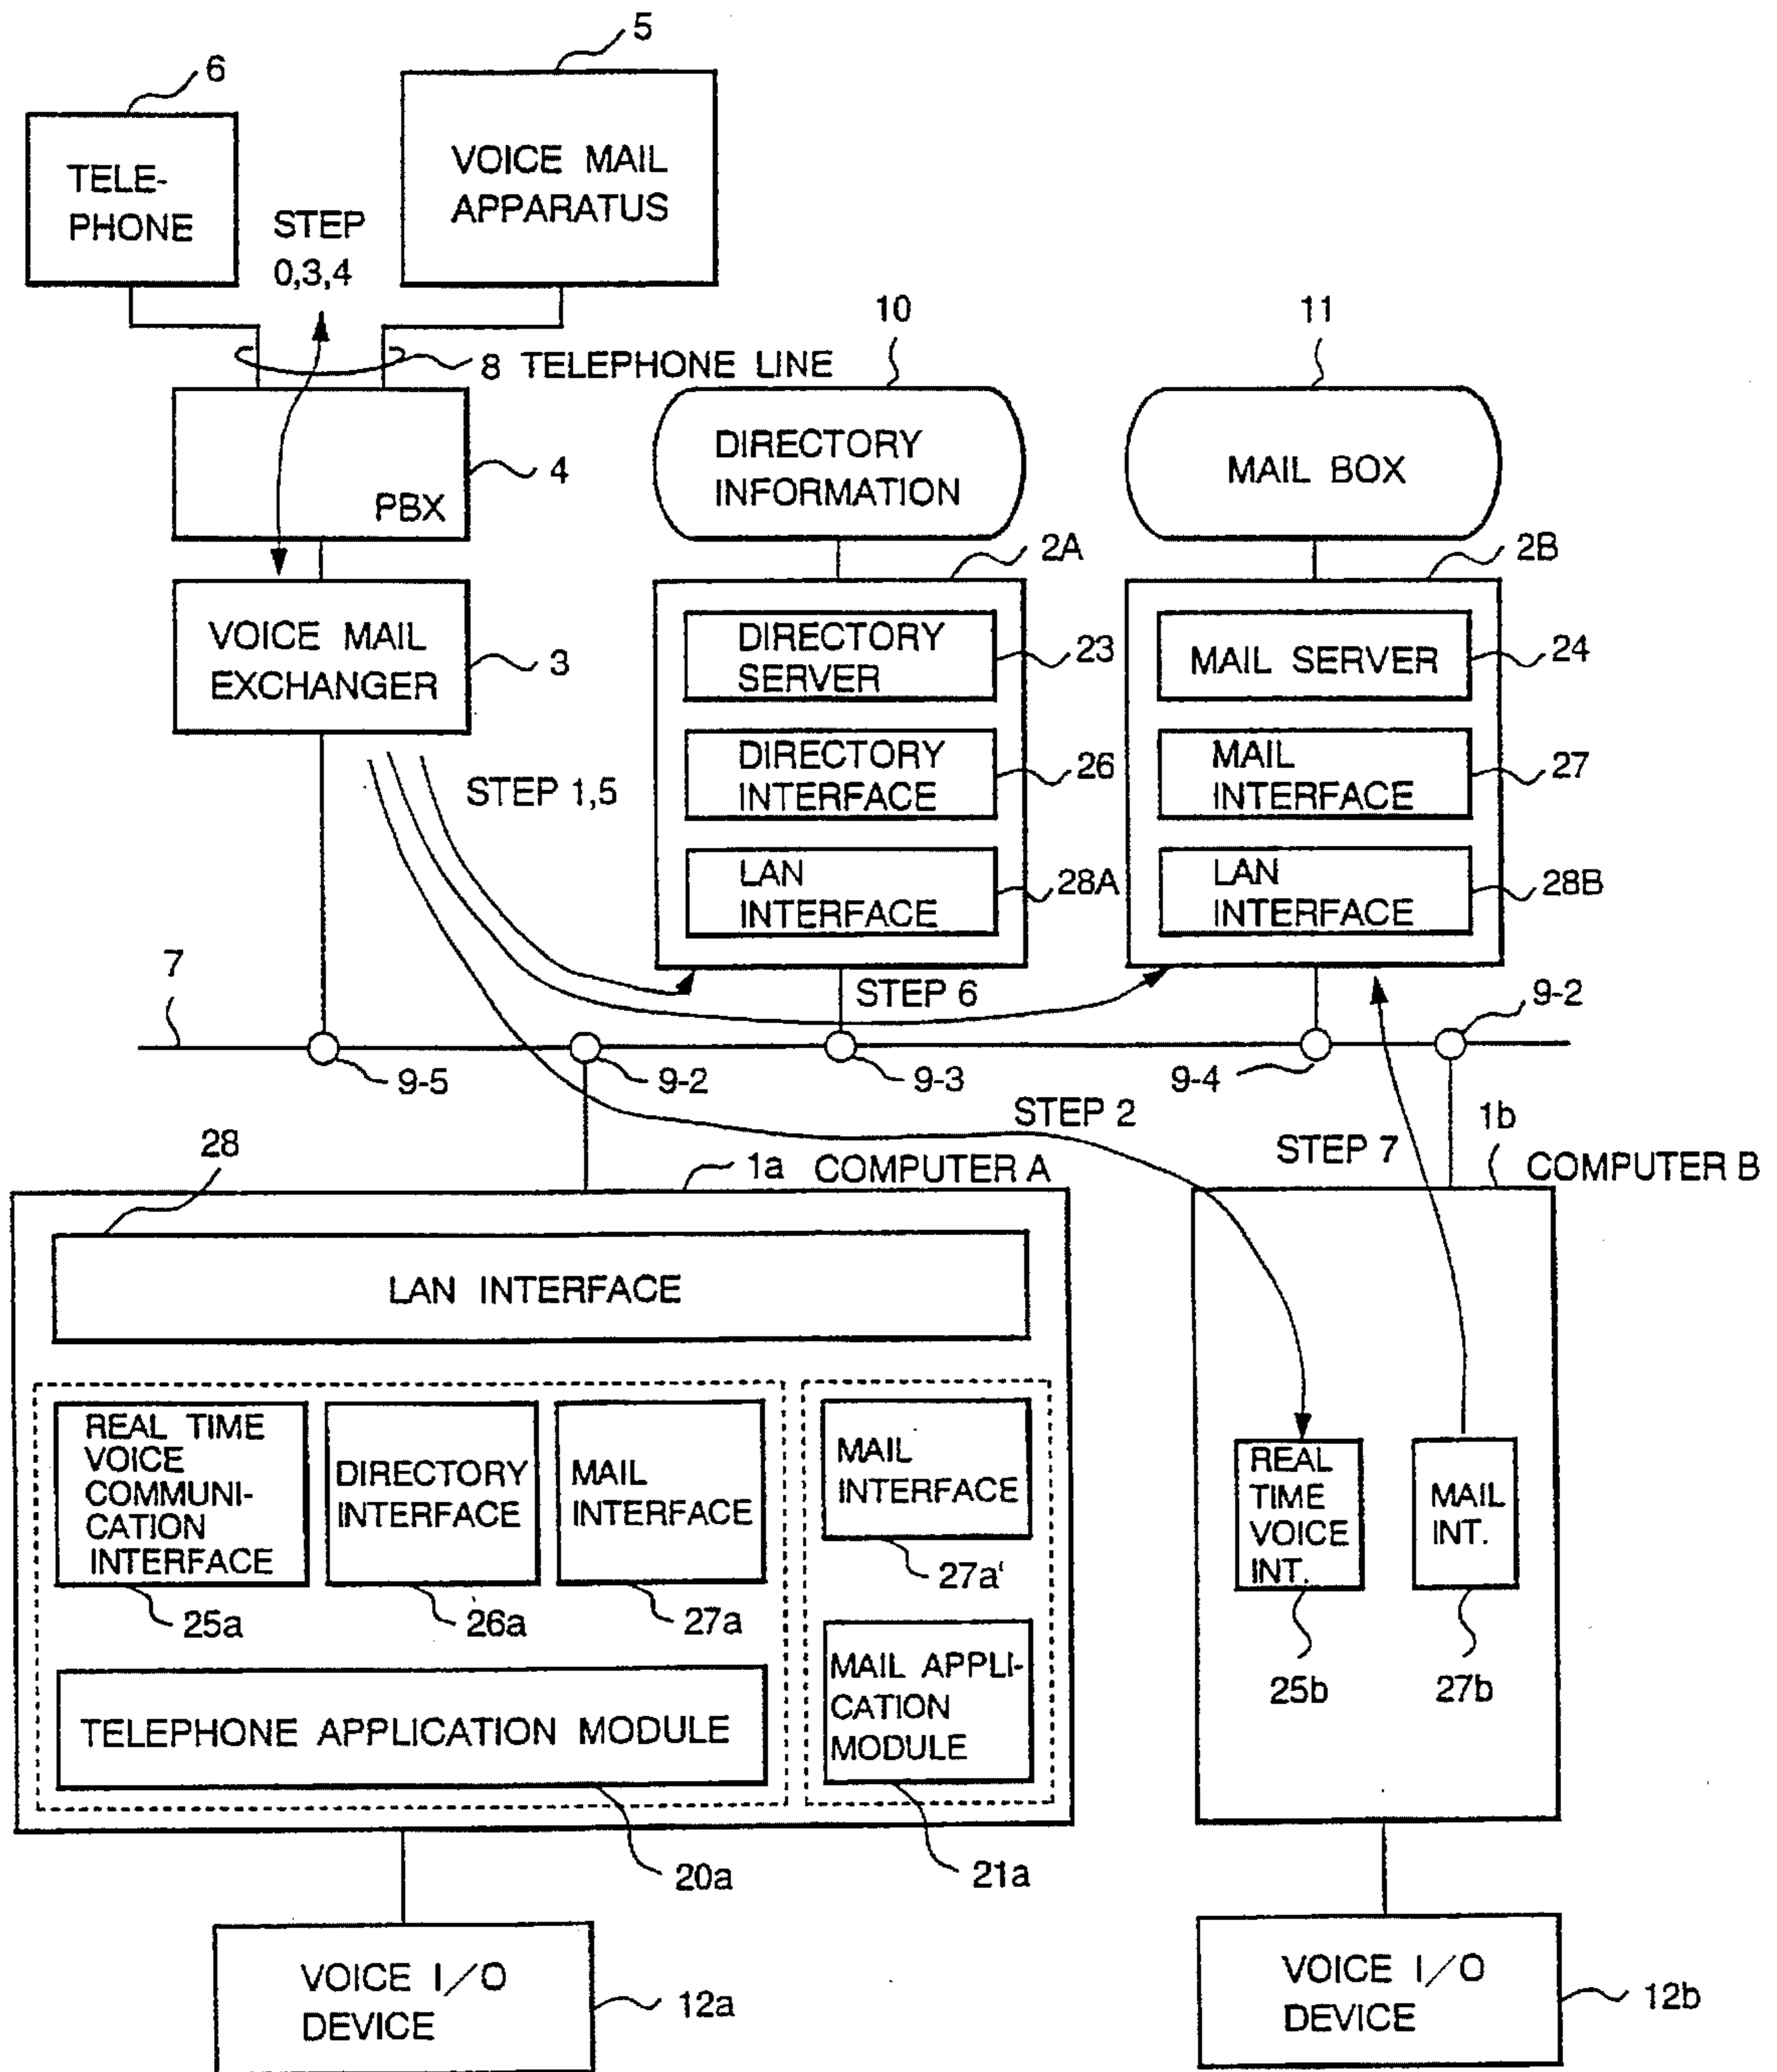 5
6
TELE-
PHONE
VOICE MAIL
APPARATUS
STEP
0,3,4
8 TELEPHONE LINE
10
11
PBX
4
DIRECTORY
INFORMATION
MAIL BOX
2A
2B
VOICE MAIL
EXCHANGER
3
DIRECTORY
SERVER
23
MAIL SERVER
24
STEP 1,5
DIRECTORY
INTERFACE
26
MAIL
INTERFACE
27
LAN
INTERFACE
28A
LAN
INTERFACE
28B
7
STEP 6
9-2
9-5
9-2
9-3
9-4
STEP 2
STEP 7
1b
28
1a COMPUTER A
COMPUTER B
LAN INTERFACE
REAL TIME
VOICE
COMMUNI-
CATION
INTERFACE
DIRECTORY
INTERFACE
MAIL
INTERFACE
MAIL
INTERFACE
REAL
TIME
VOICE
INT.
MAIL
INT.
25a
26a
27a
27a'
25b
27b
TELEPHONE APPLICATION MODULE
MAIL APPLI-
CATION
MODULE
20a
21a
VOICE I/O
DEVICE
12a
VOICE I/O
DEVICE
12b